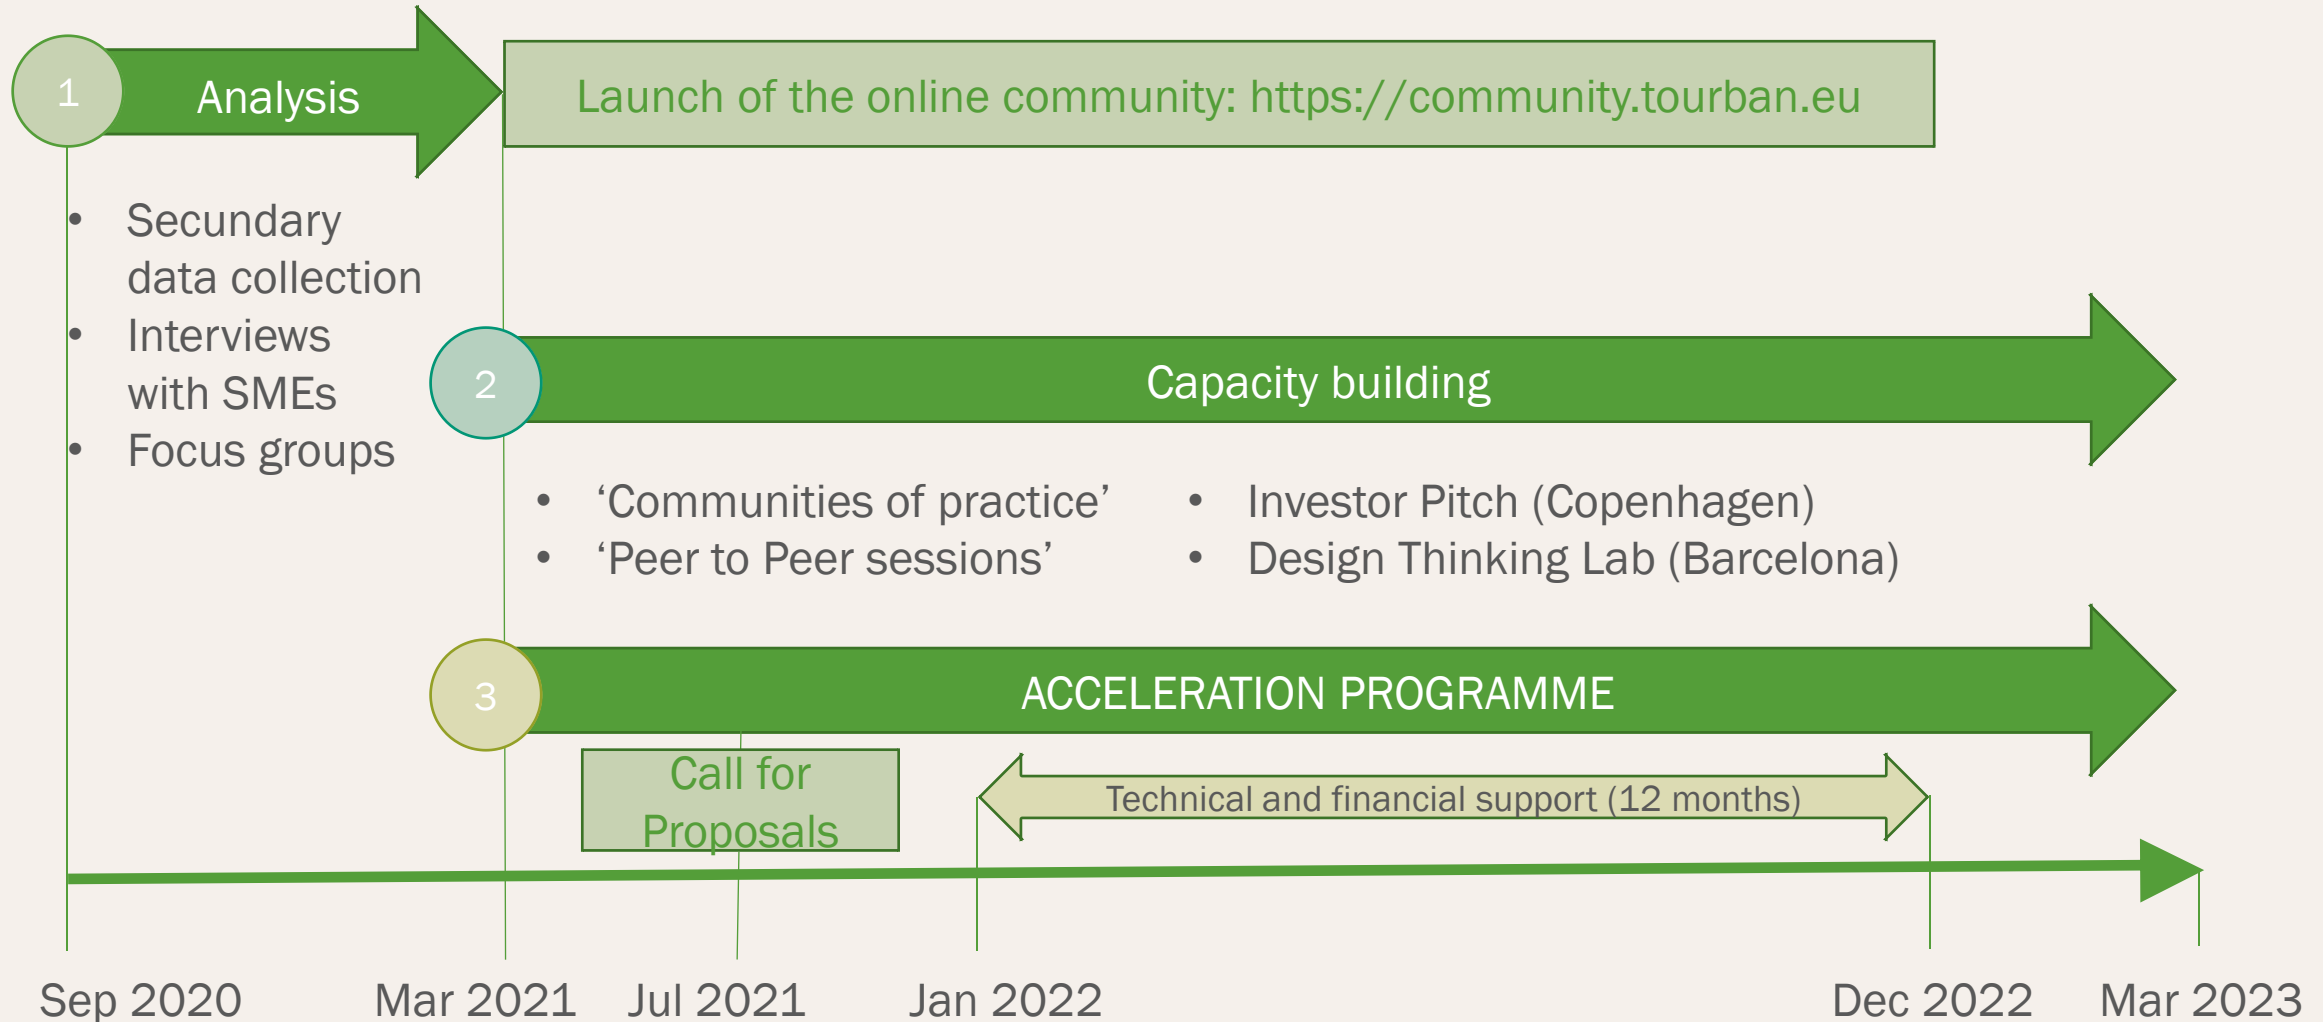 1
Analysis
Launch of the online community: https://community.tourban.eu
• Secundary
data collection
• Interviews
with SMEs
• Focus groups
2
Capacity building
• ‘Communities of practice’
• ‘Peer to Peer sessions’
• Investor Pitch (Copenhagen)
• Design Thinking Lab (Barcelona)
3
ACCELERATION PROGRAMME
Call for
Proposals
Technical and financial support (12 months)
Sep 2020
Mar 2021
Jul 2021
Jan 2022
Dec 2022
Mar 2023